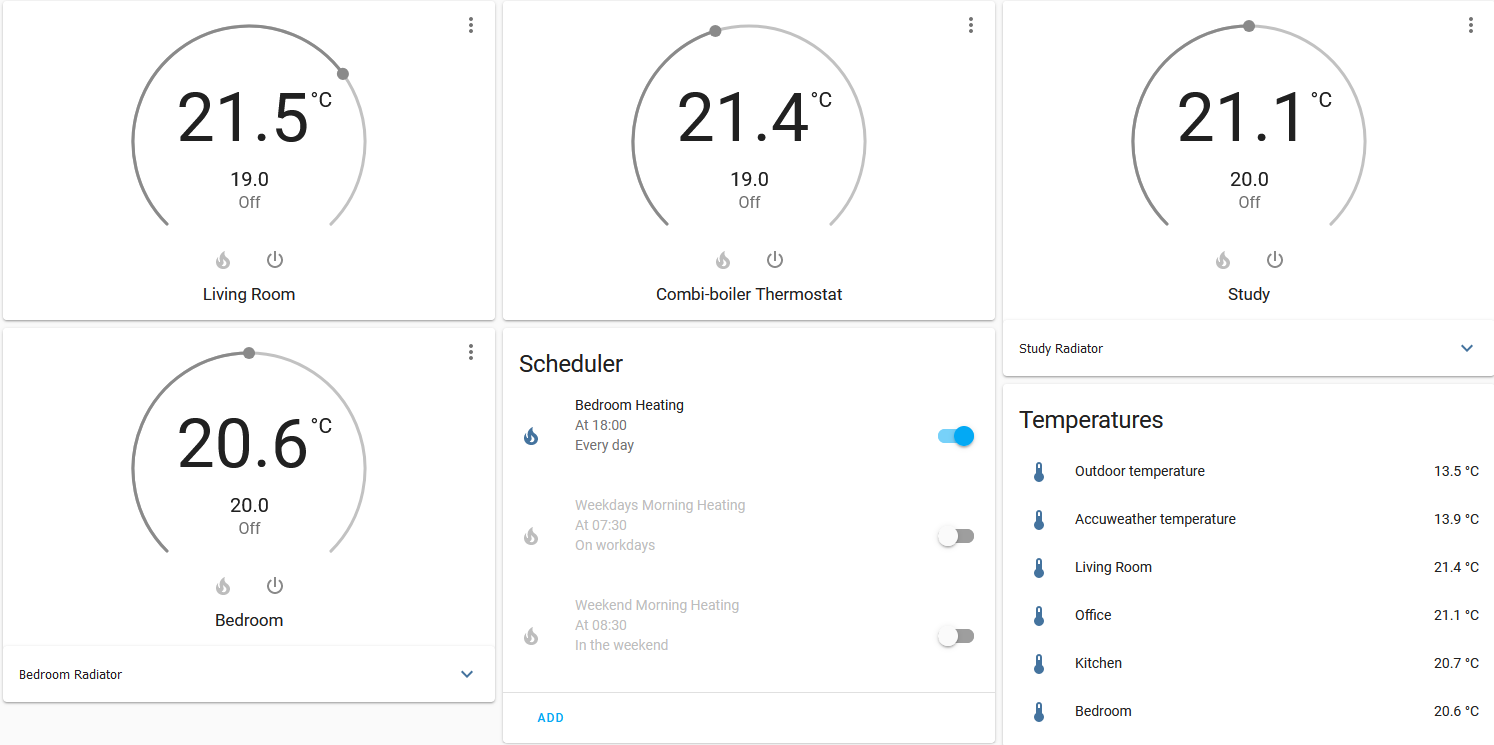 21.5 °C
19.0
Off
Living Room
21.4 °C
19.0
Off
Combi-boiler Thermostat
21.1 °C
20.0
Off
Study
Study Radiator
20.6 °C
20.0
Off
Bedroom
Bedroom Radiator
Scheduler
Bedroom Heating
At 18:00
Every day
Weekdays Morning Heating
At 07:30
On workdays
Weekend Morning Heating
At 08:30
In the weekend
ADD
Temperatures
Outdoor temperature 13.5 °C
Accuweather temperature 13.9 °C
Living Room 21.4 °C
Office 21.1 °C
Kitchen 20.7 °C
Bedroom 20.6 °C